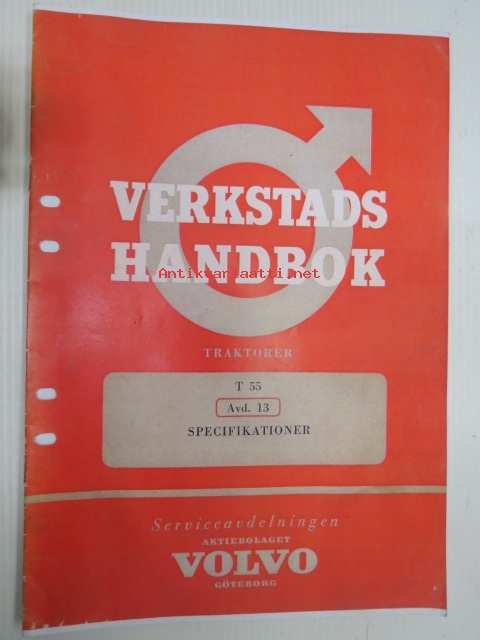 VERKSTADS
HANDBOK
Antikvariaatti.net
TRAKTORER
T 55
Avd. 13
SPECIFIKATIONER
Serviceavdelningen
AKTIEBOLAGET
VOLVO
GÖTEBORG